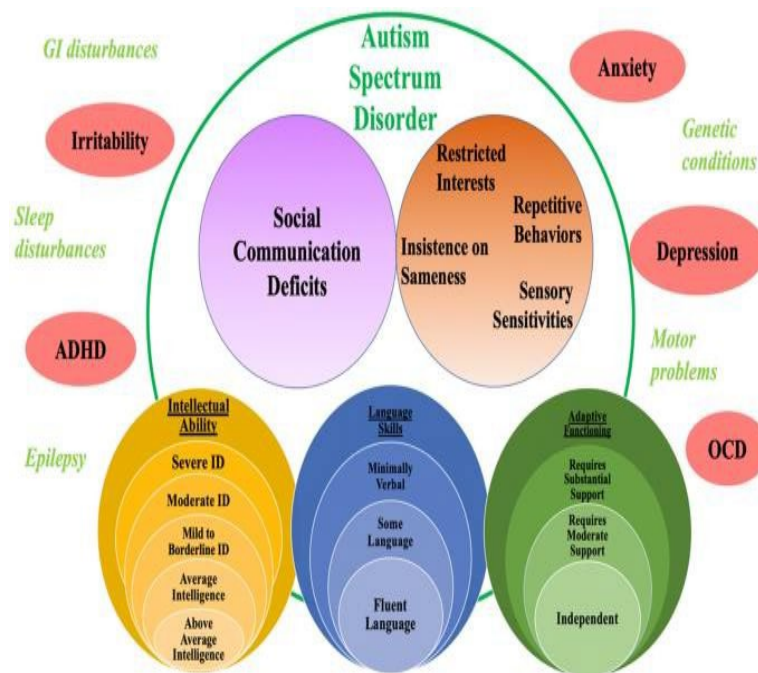 GI disturbances
Irritability
Sleep
disturbances
ADHD
Epilepsy
Autism
Spectrum
Disorder
Social
Communication
Deficits
Restricted
Interests
Repetitive
Behaviors
Insistence on
Sameness
Sensory
Sensitivities
Anxiety
Genetic
conditions
Depression
Motor
problems
OCD
Intellectual
Ability
Severe ID
Moderate ID
Mild to
Borderline ID
Average
Intelligence
Above
Average
Intelligence
Language
Skills
Minimally
Verbal
Some
Language
Fluent
Language
Adaptive
Functioning
Requires
Substantial
Support
Requires
Moderate
Support
Independent